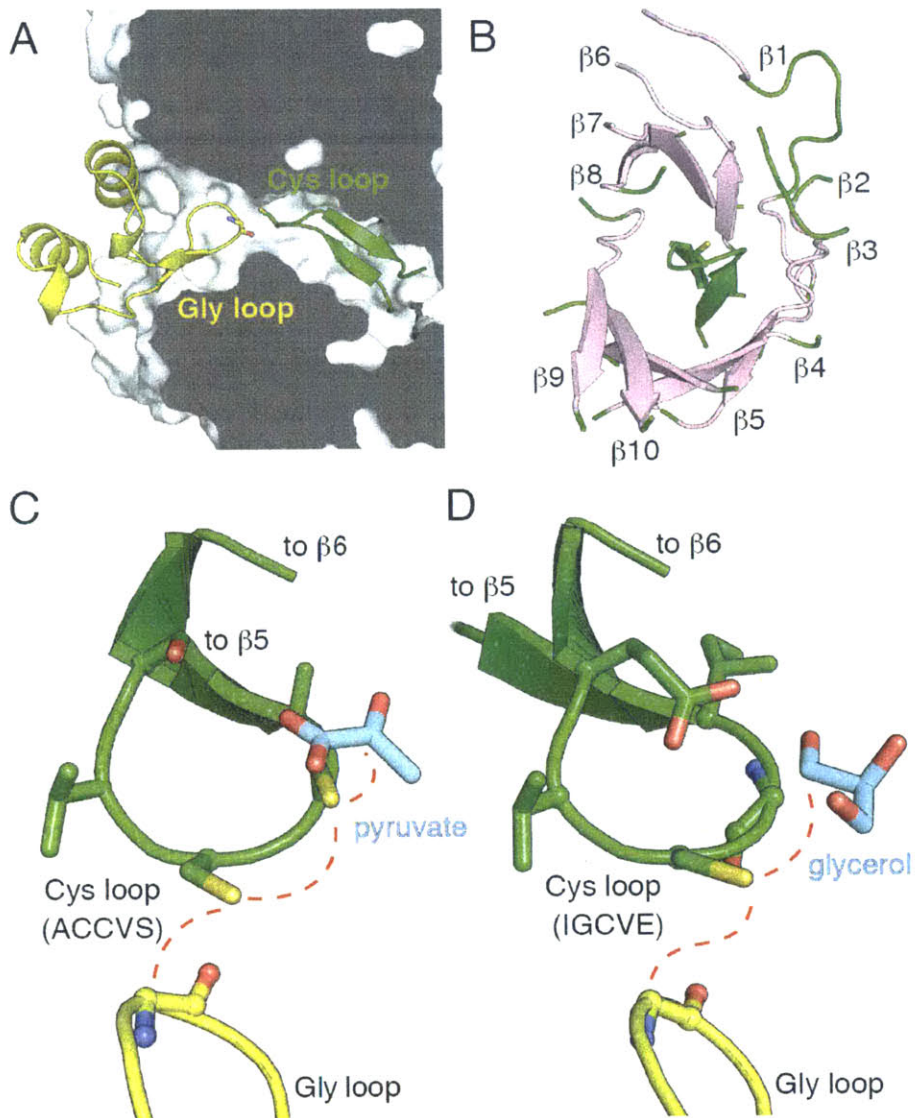 A
Cys loop
Gly loop
B
β1
β6
β7
β8
β2
β3
β4
β9
β5
β10
C
to β6
to β5
pyruvate
Cys loop
(ACCVS)
Gly loop
D
to β6
to β5
glycerol
Cys loop
(IGCVE)
Gly loop